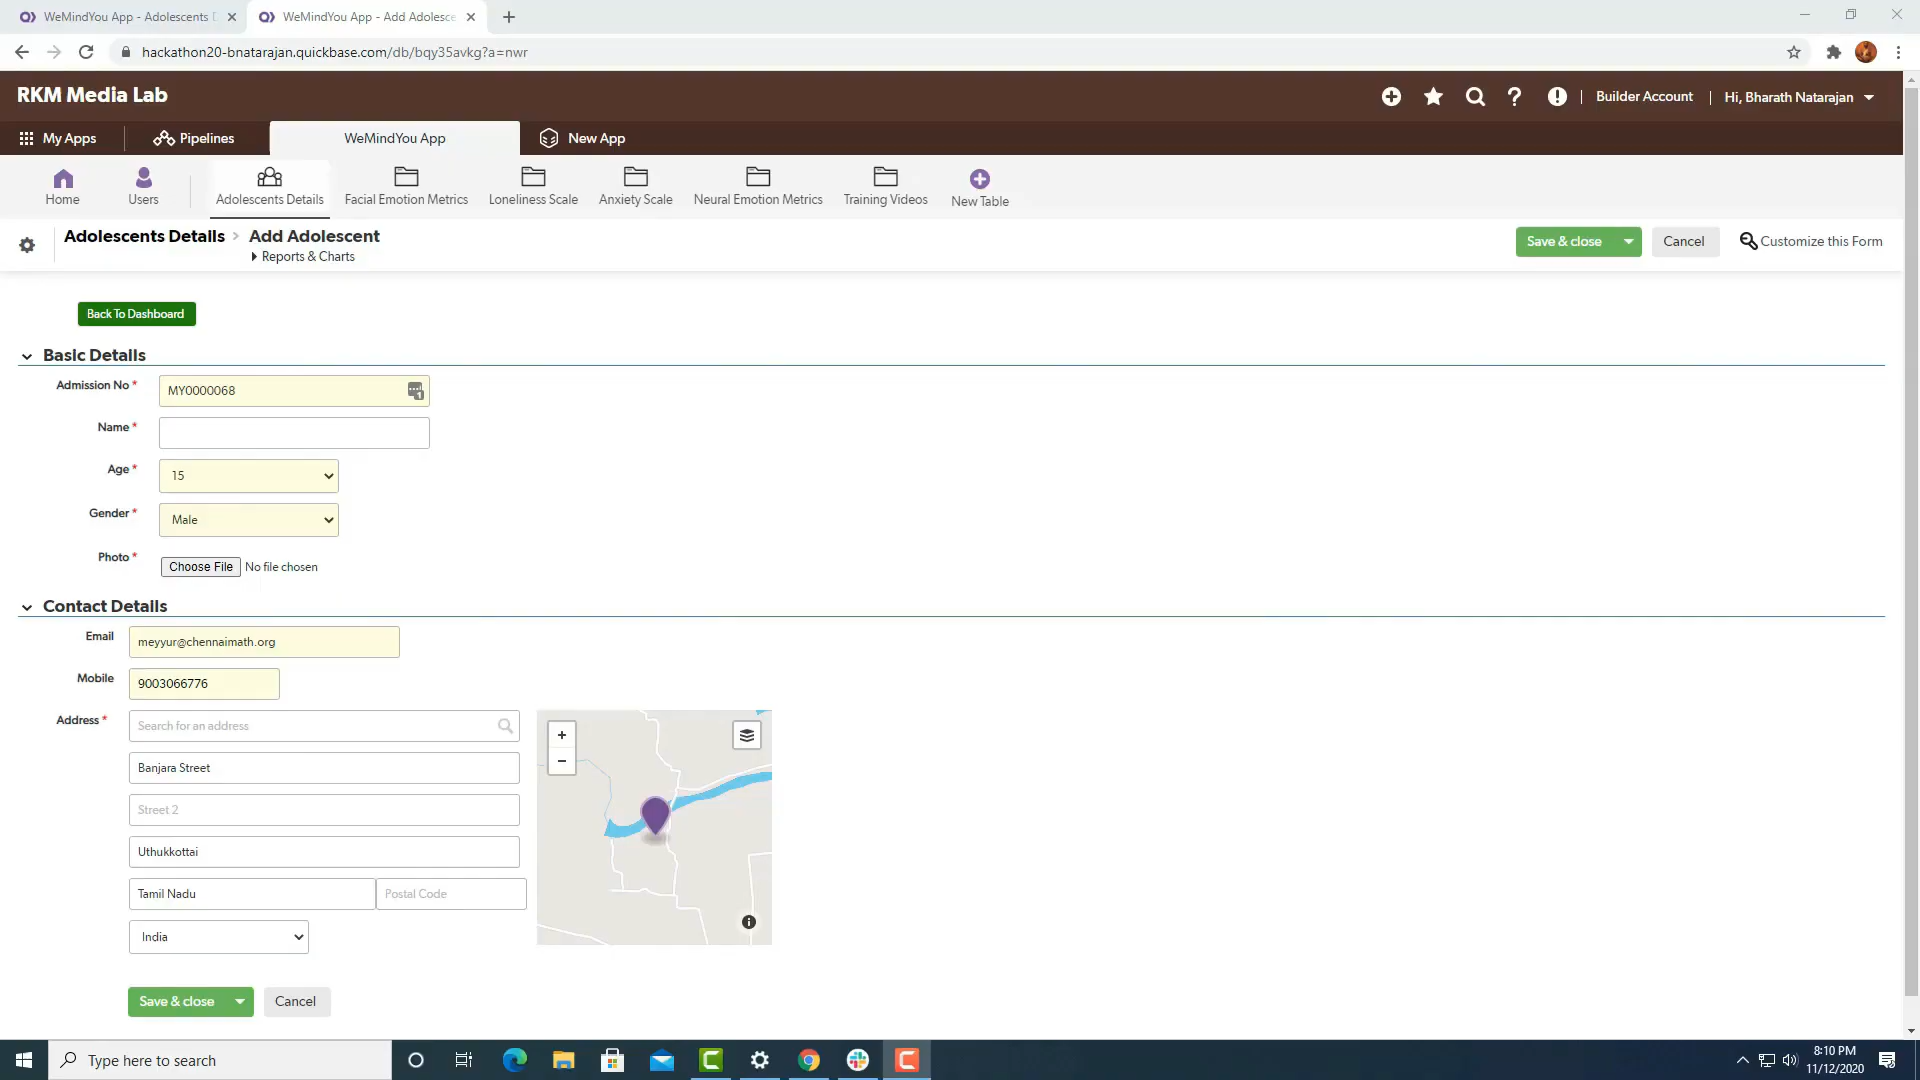 WeMindYou App - Adolescents
WeMindYou App - Add Adolesce
hackathon20-bnatarajan.quickbase.com/db/bqy35avkg?a=nwr
RKM Media Lab
Builder Account
Hi, Bharath Natarajan
My Apps
Pipelines
WeMindYou App
New App
Home
Users
Adolescents Details
Facial Emotion Metrics
Loneliness Scale
Anxiety Scale
Neural Emotion Metrics
Training Videos
New Table
Adolescents Details > Add Adolescent
Reports & Charts
Save & close
Cancel
Customize this Form
Back To Dashboard
Basic Details
Admission No *
MY0000068
Name *
Age *
15
Gender *
Male
Photo *
Choose File No file chosen
Contact Details
Email
meyyur@chennaimath.org
Mobile
9003066776
Address *
Search for an address
Banjara Street
Street 2
Uthukkottai
Tamil Nadu
Postal Code
India
+
−
Save & close
Cancel
Type here to search
8:10 PM
11/12/2020